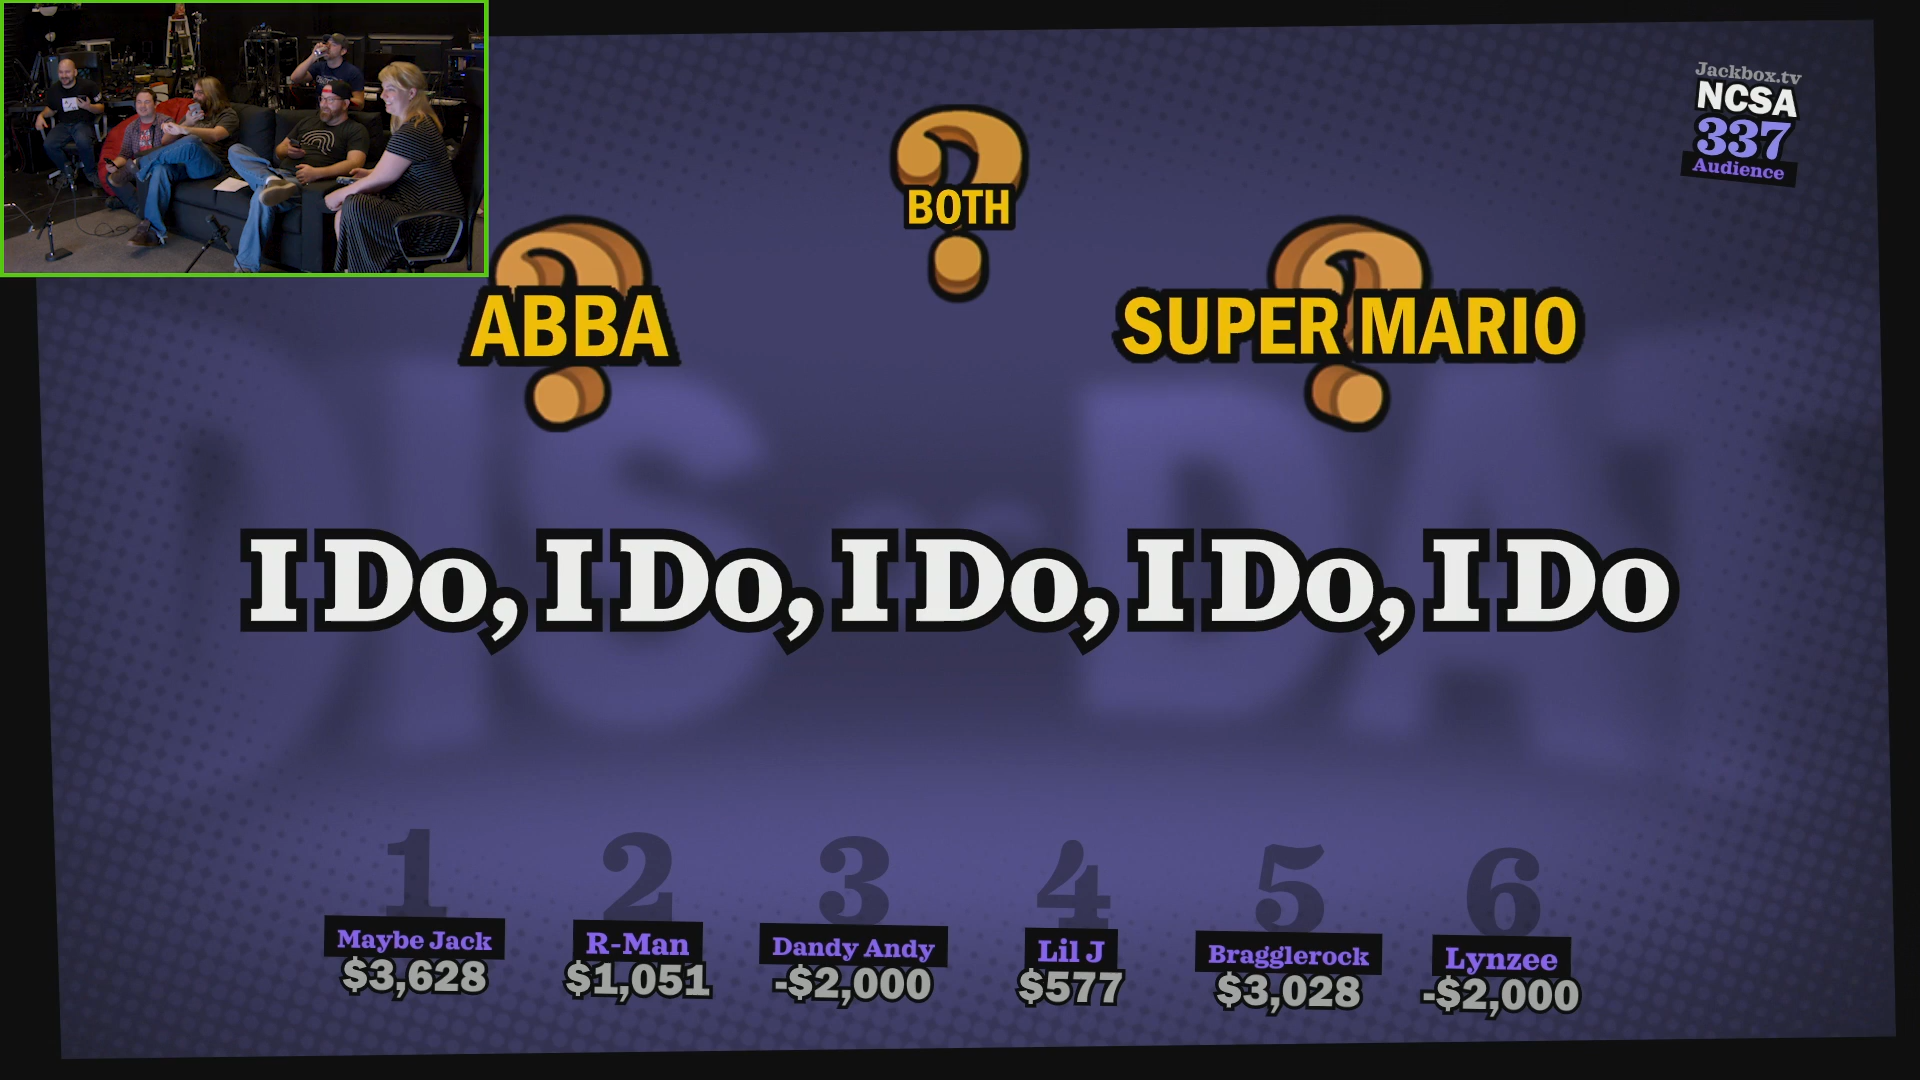 Jackbox.tv
NCSA
337
Audience
BOTH
ABBA
SUPER MARIO
I Do, I Do, I Do, I Do, I Do
1 2 3 4 5 6
Maybe Jack R-Man Dandy Andy Lil J Bragglerock Lynzee
$3,628 $1,051 -$2,000 $577 $3,028 -$2,000